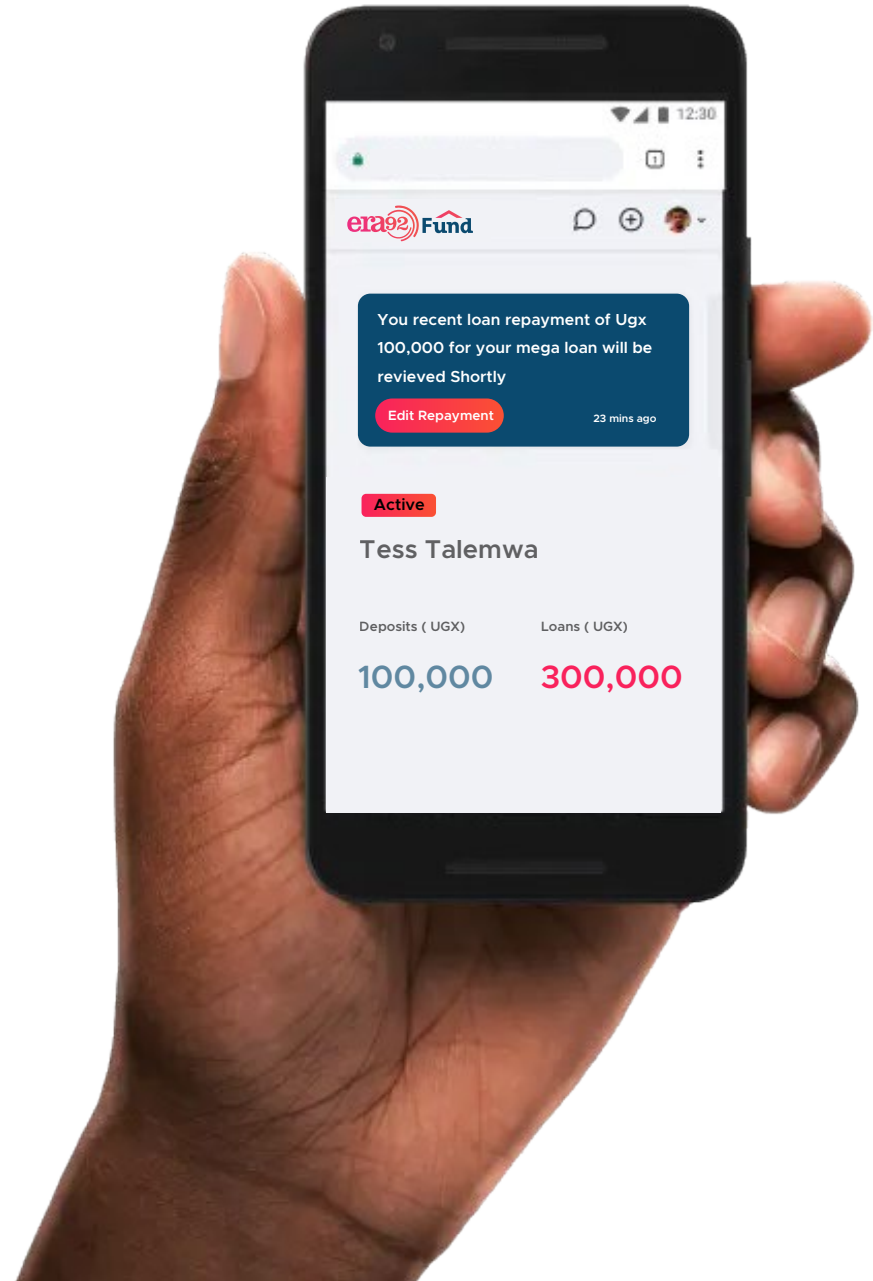 12:30
1
era92 Fund
You recent loan repayment of Ugx
100,000 for your mega loan will be
revieved Shortly
Edit Repayment 23 mins ago
Active
Tess Talemwa
Deposits ( UGX) Loans ( UGX)
100,000 300,000